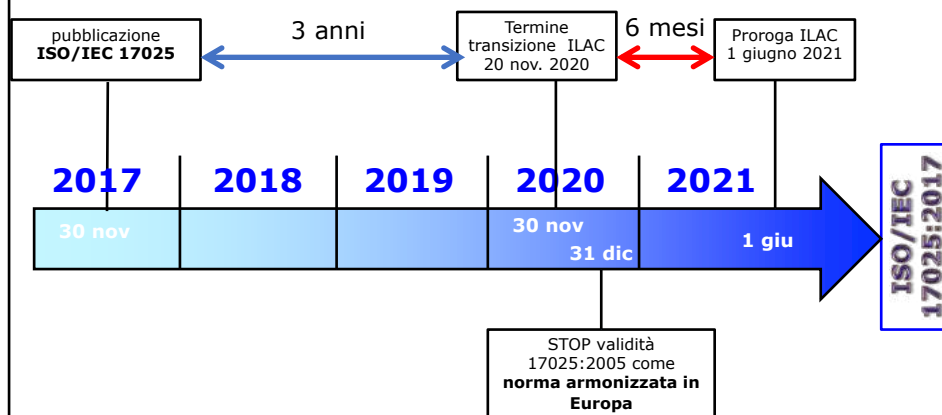 pubblicazione
ISO/IEC 17025
3 anni
Termine
transizione ILAC
20 nov. 2020
6 mesi
Proroga ILAC
1 giugno 2021
2017
2018
2019
2020
2021
30 nov
30 nov
31 dic
1 giu
ISO/IEC
17025:2017
STOP validità
17025:2005 come
norma armonizzata in
Europa